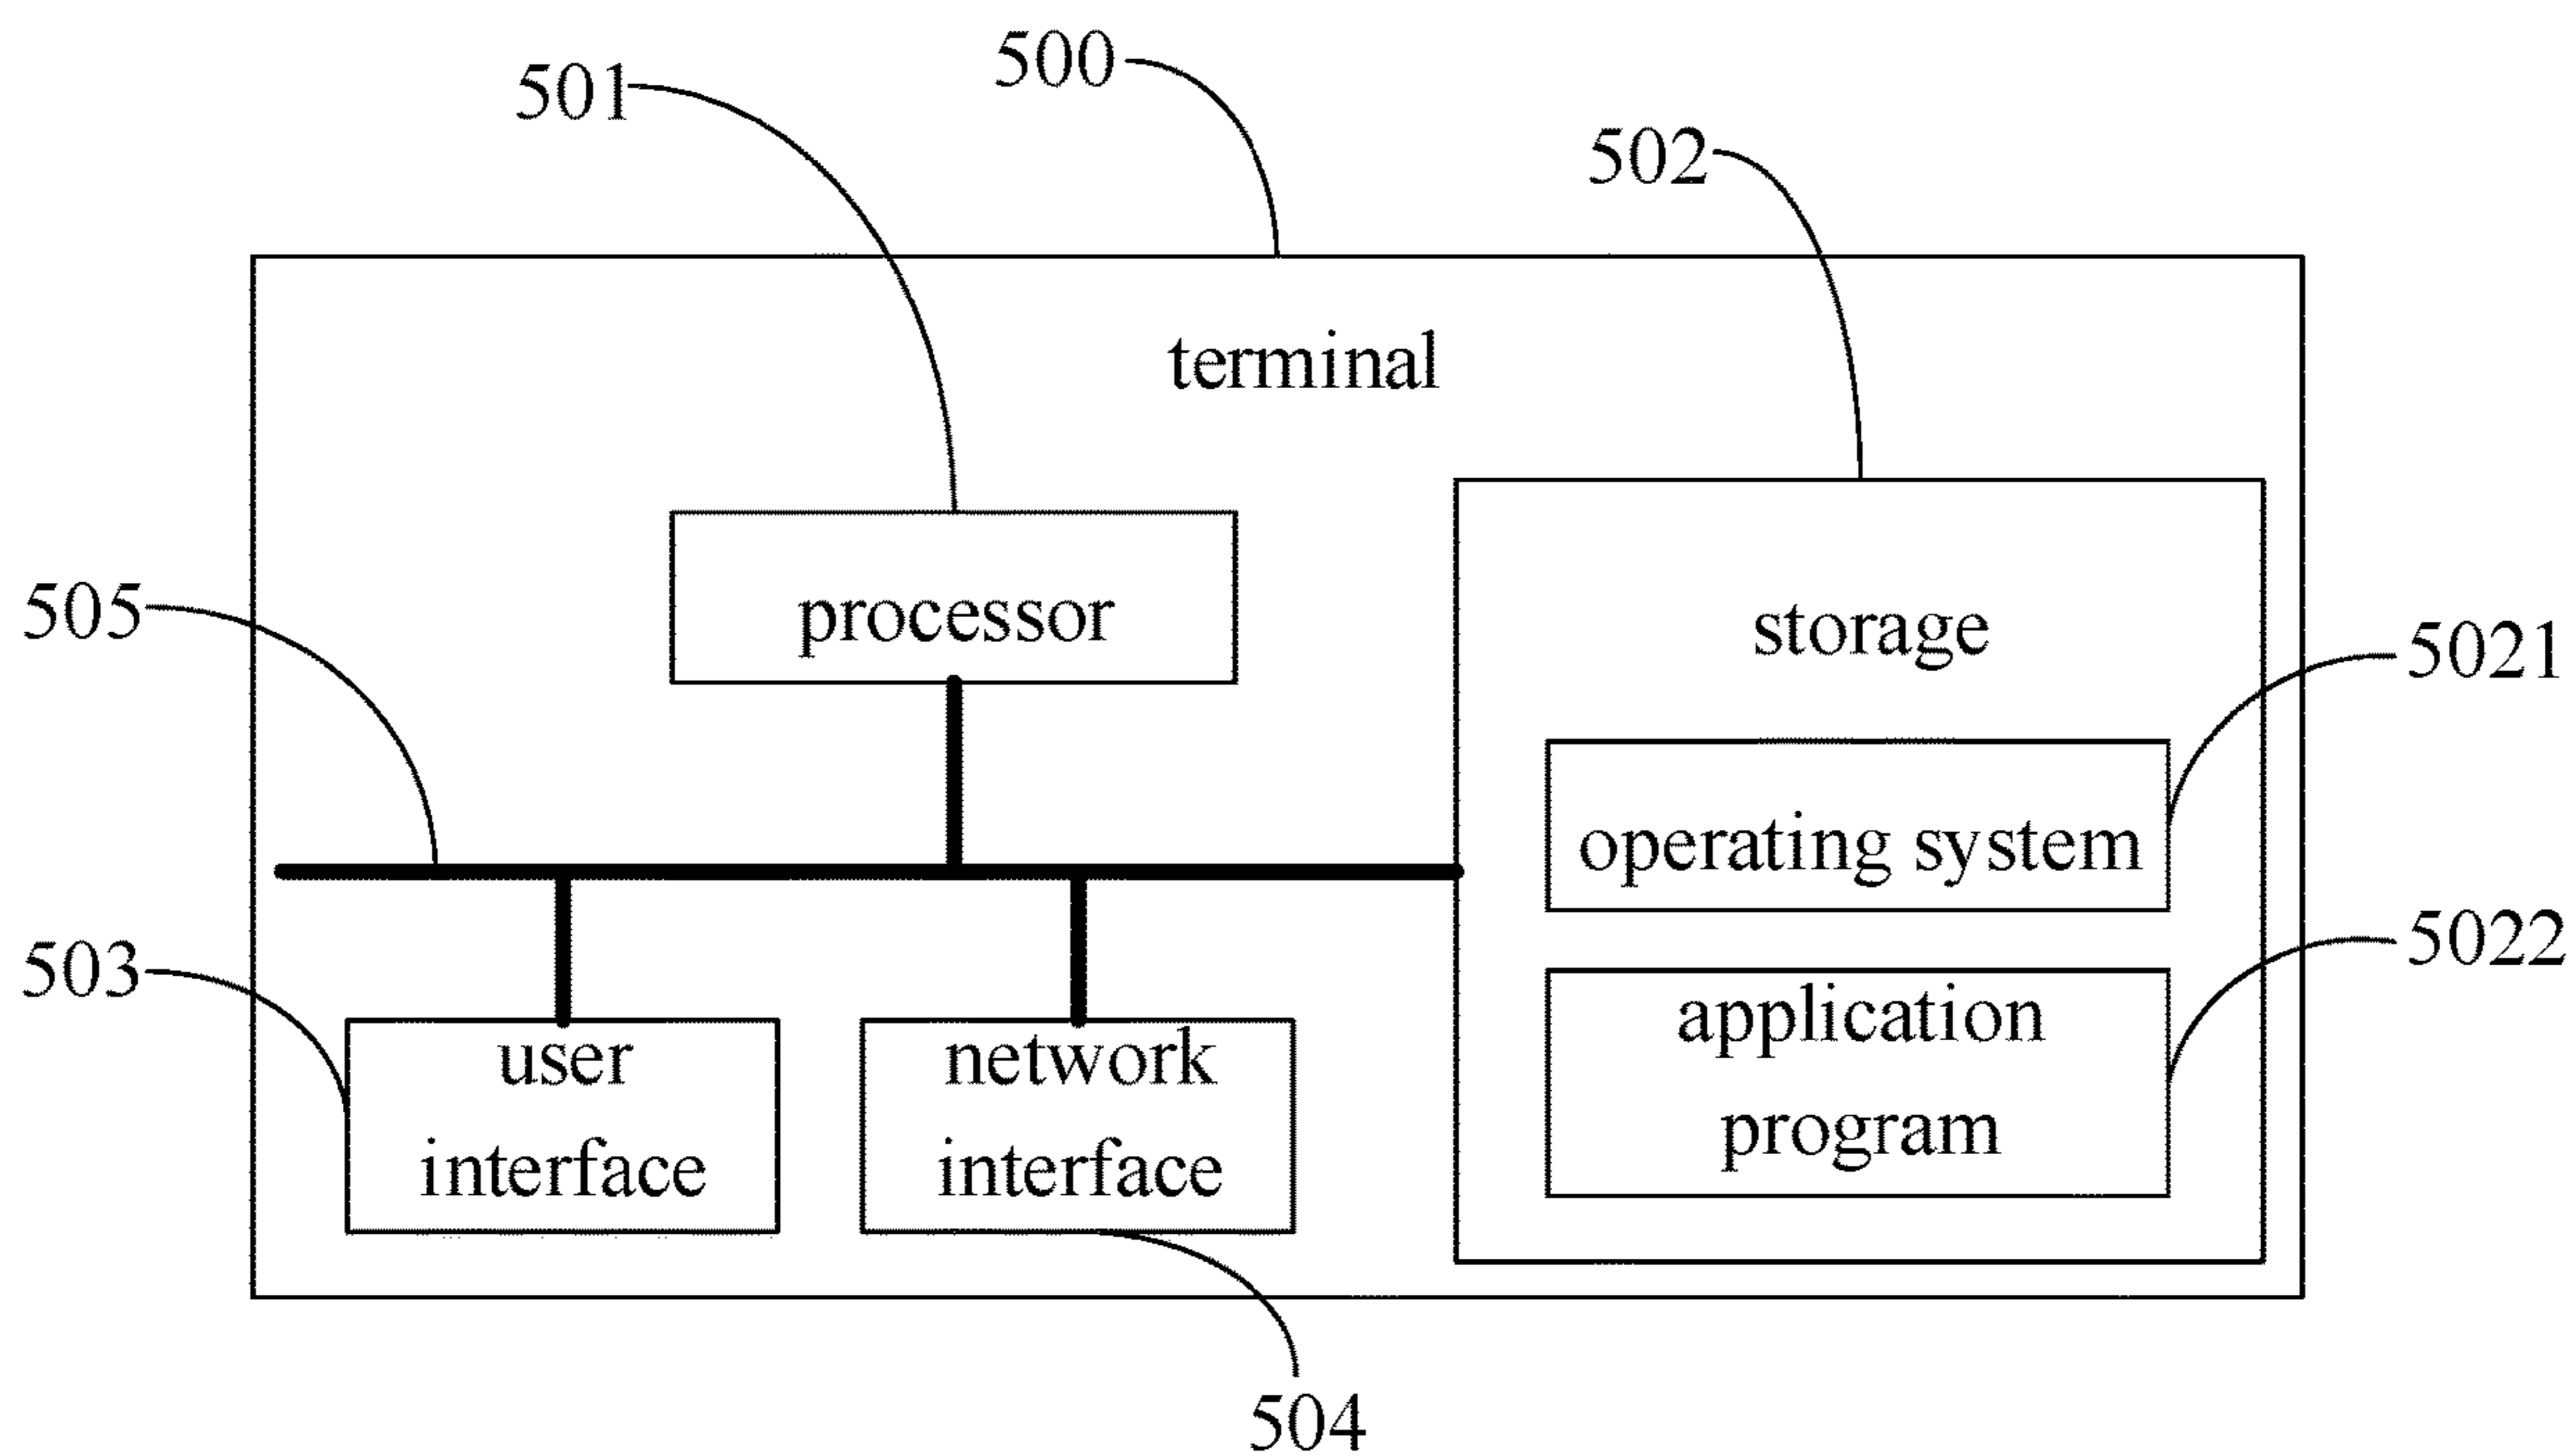 500
501
502
terminal
processor
505
storage
5021
operating system
503
5022
application
program
user
interface
network
interface
504